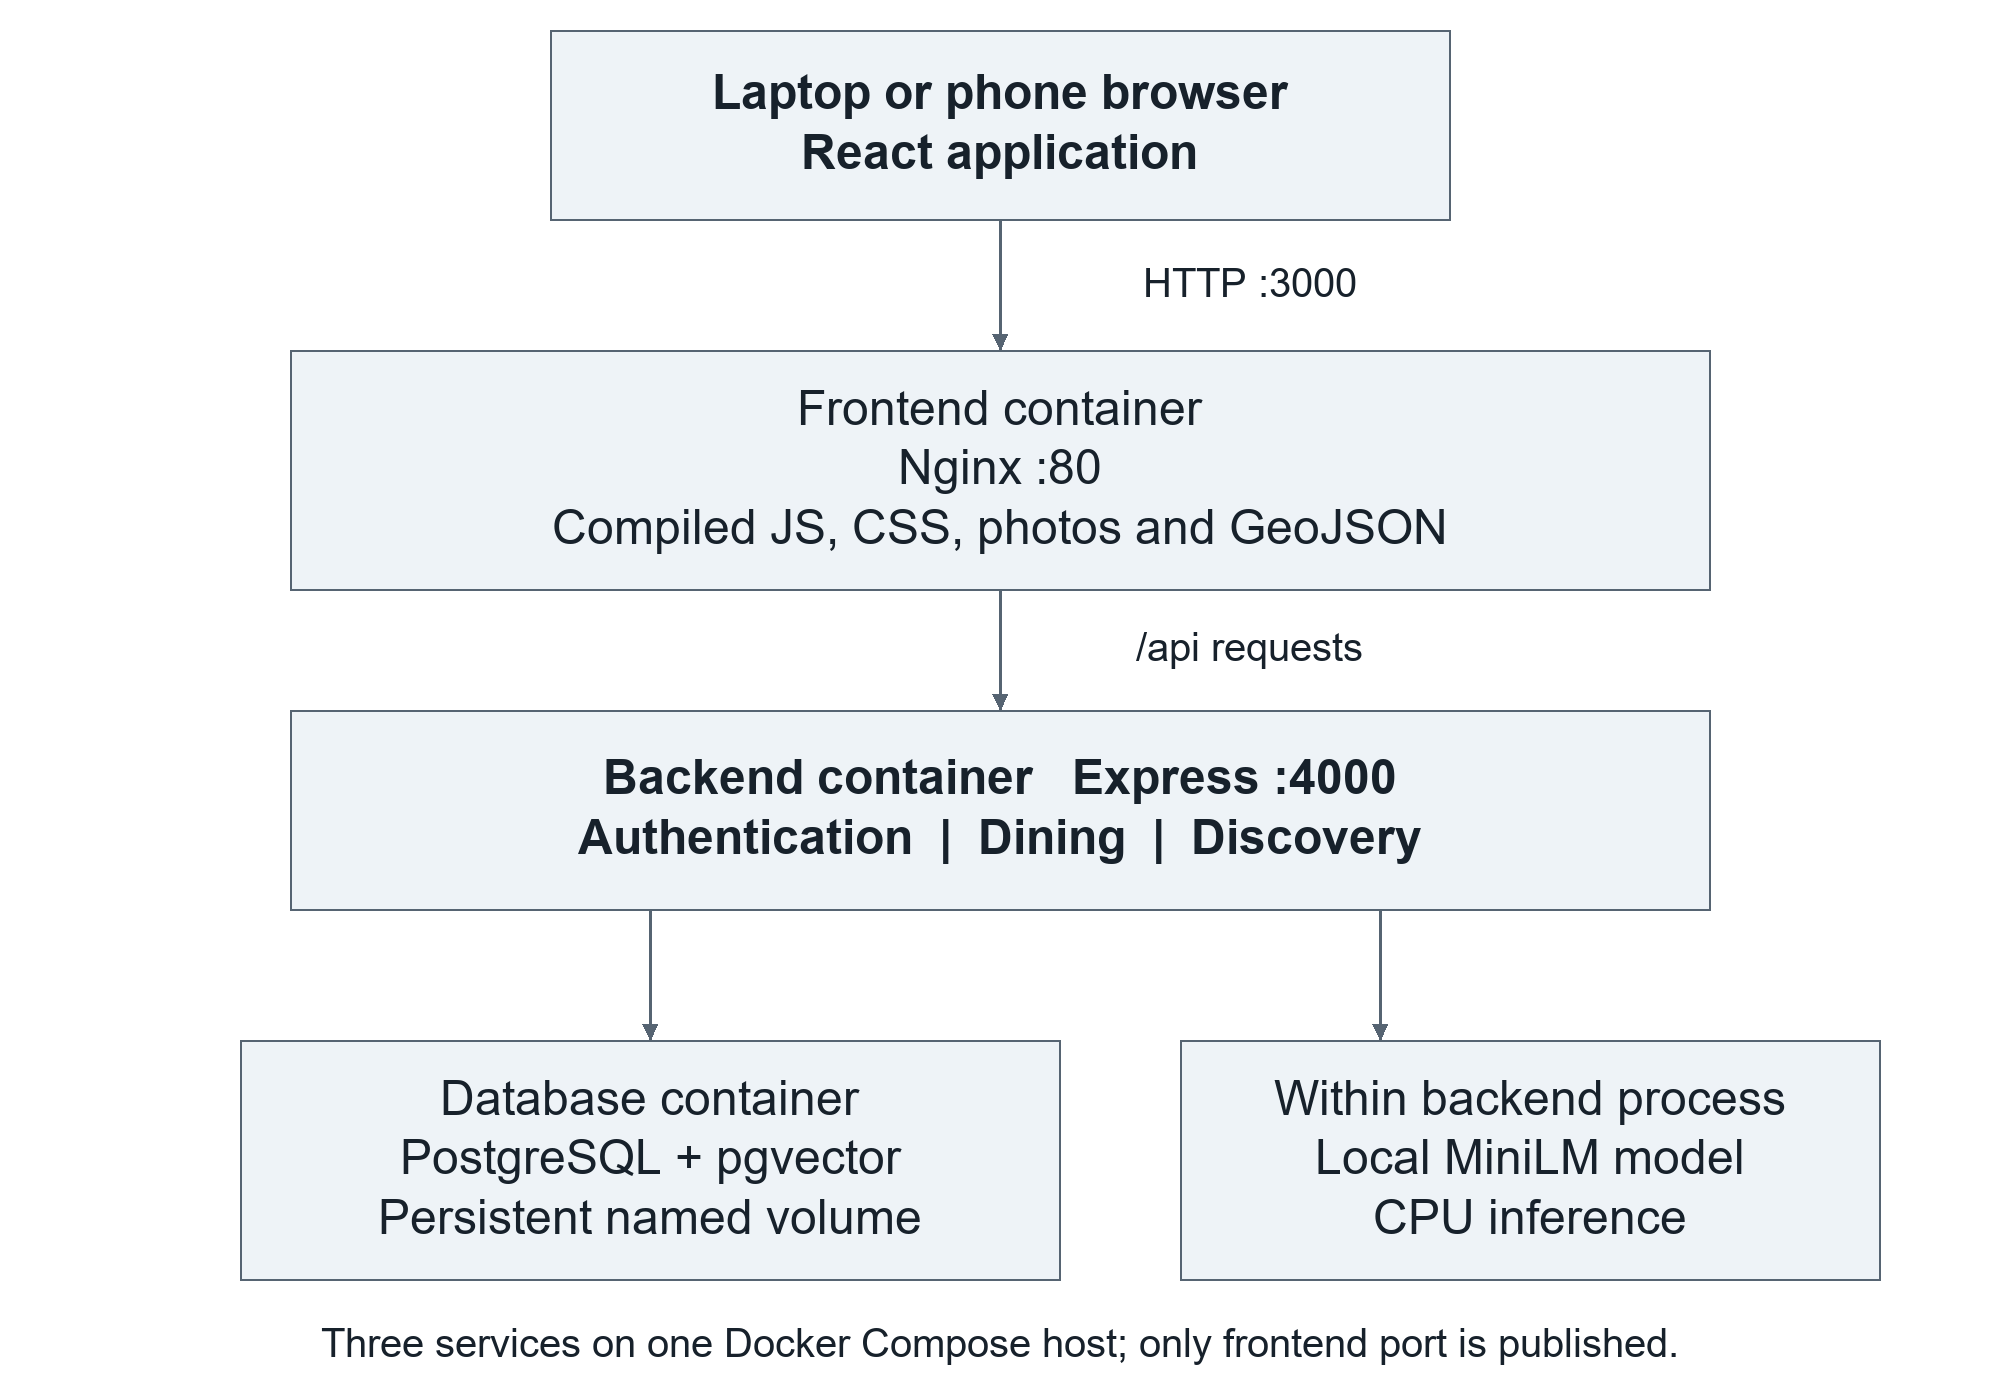 Laptop or phone browser
React application
HTTP :3000
Frontend container
Nginx :80
Compiled JS, CSS, photos and GeoJSON
/api requests
Backend container   Express :4000
Authentication  |  Dining  |  Discovery
Database container
PostgreSQL + pgvector
Persistent named volume
Within backend process
Local MiniLM model
CPU inference
Three services on one Docker Compose host; only frontend port is published.